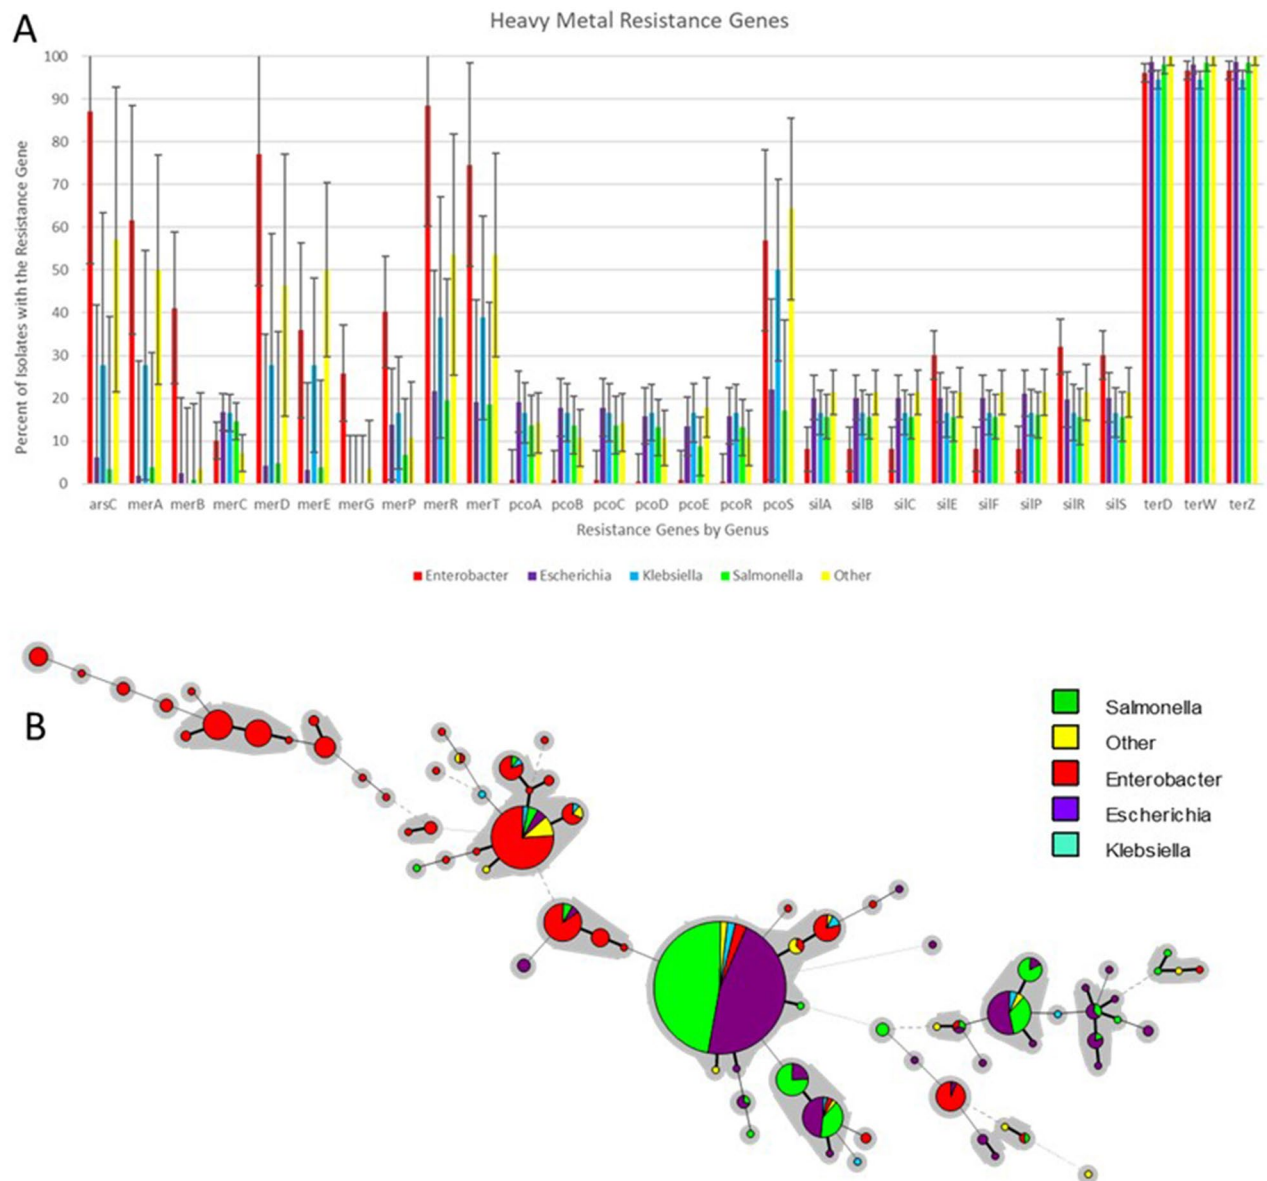 A
Heavy Metal Resistance Genes
Percent of Isolates with the Resistance Gene
100
90
80
70
60
50
40
30
20
10
0
arsC merA merB merC merD merE merG merP merR merT pcoA pcoB pcoC pcoD pcoE pcoR pcoS silA silB silC silE silF silP silR silS terD terW terZ
Resistance Genes by Genus
Enterobacter Escherichia Klebsiella Salmonella Other
B
Salmonella
Other
Enterobacter
Escherichia
Klebsiella